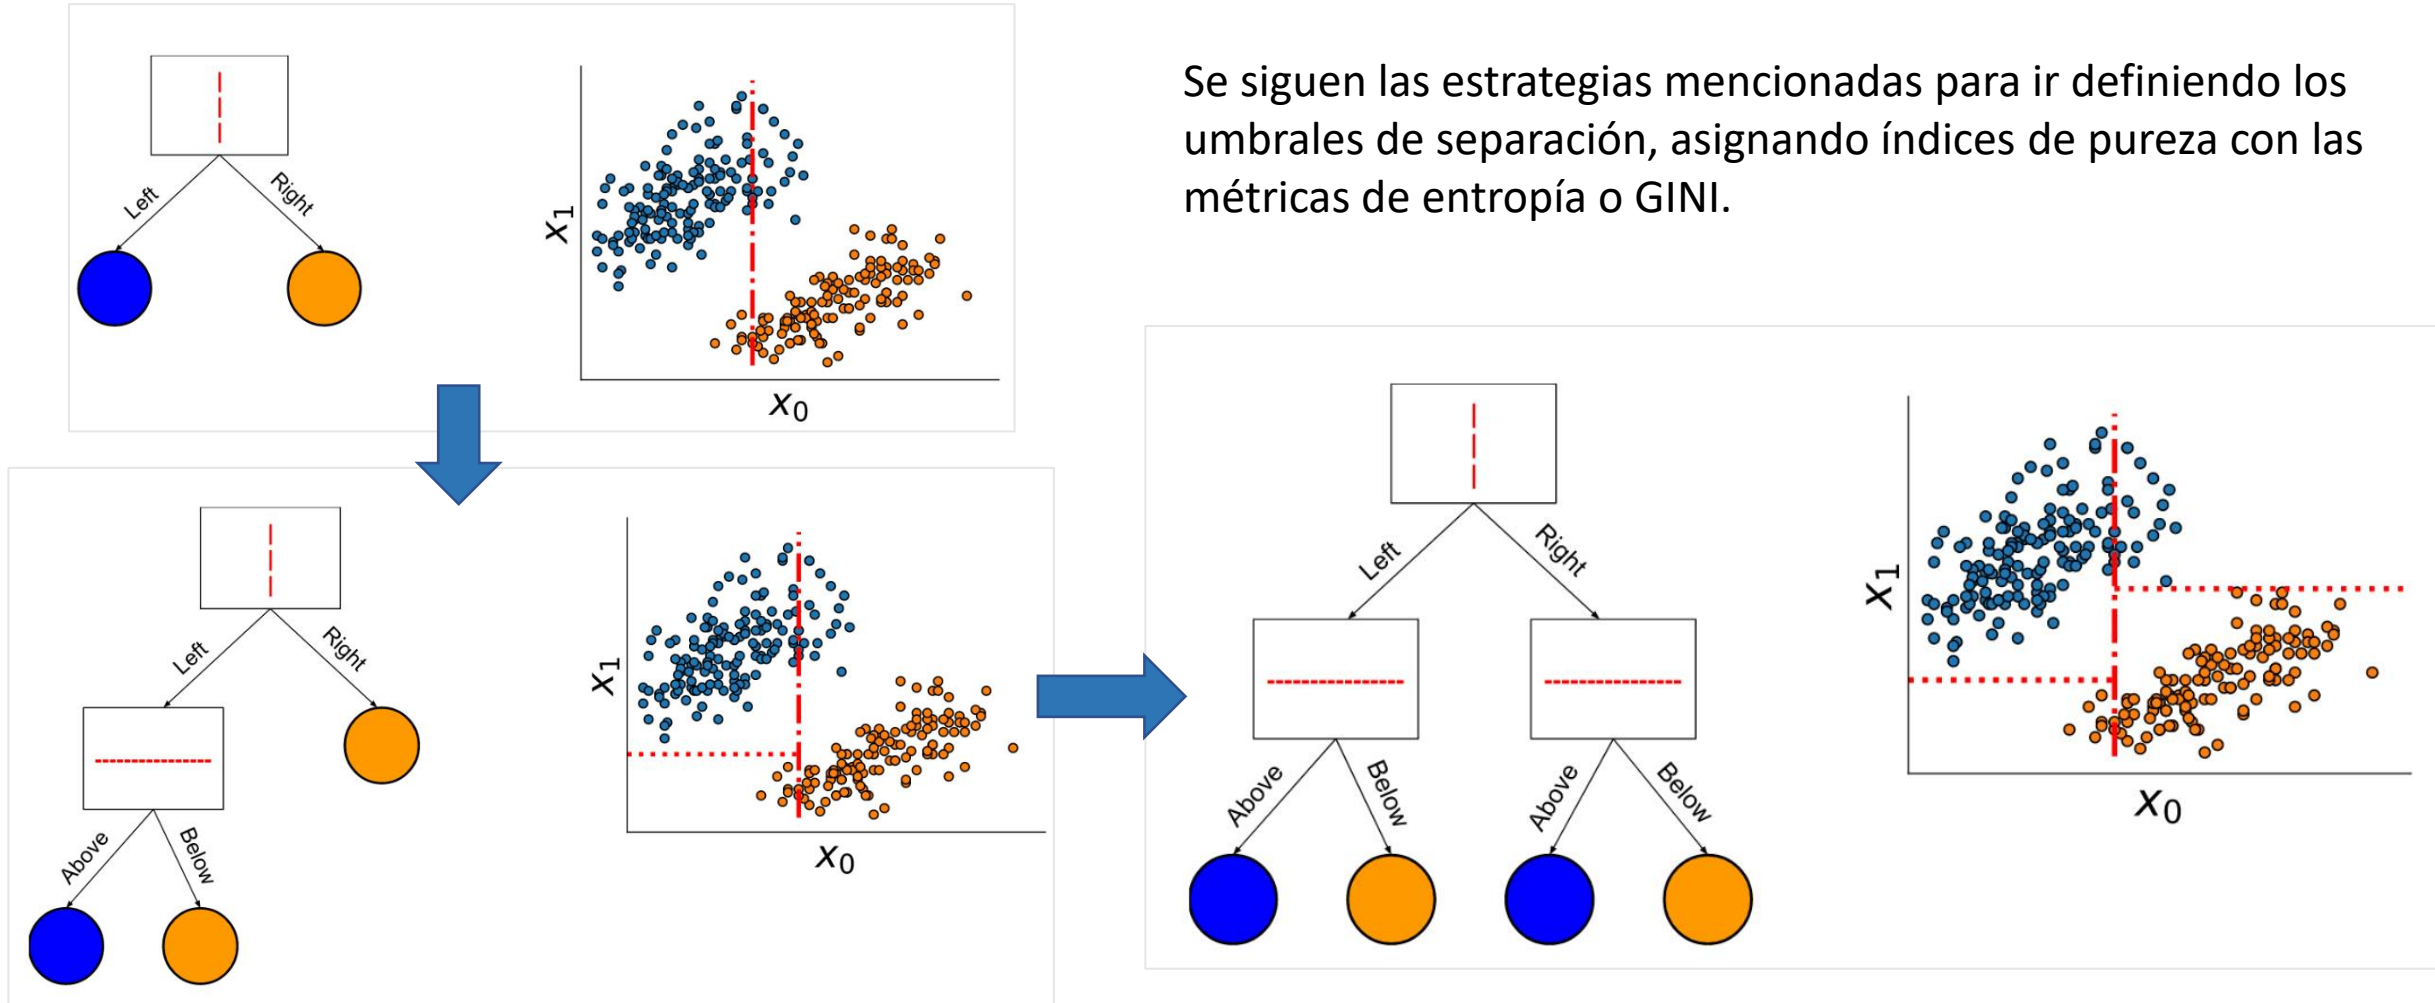 Se siguen las estrategias mencionadas para ir definiendo los
umbrales de separación, asignando índices de pureza con las
métricas de entropía o GINI.
Left
Right
x1
x0
Left
Right
Above
Below
x1
x0
Left
Right
Above
Below
Above
Below
x1
x0